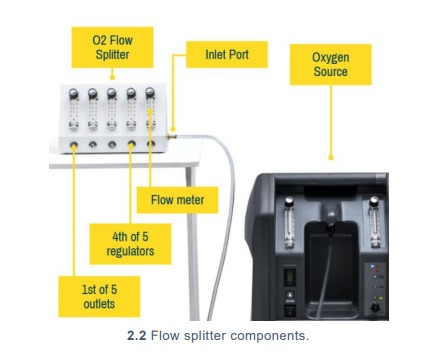 O2 Flow
Splitter
Inlet Port
Oxygen
Source
Flow meter
4th of 5
regulators
1st of 5
outlets
2.2 Flow splitter components.